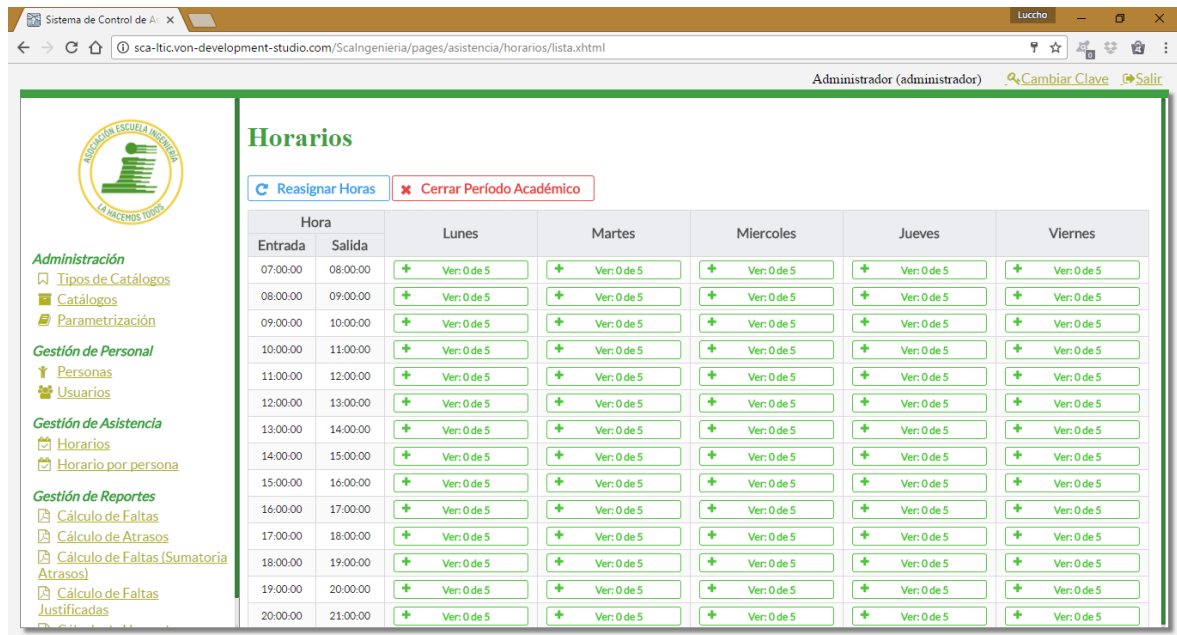 Sistema de Control de A
Luccho
sca-ltic.von-development-studio.com/ScaIngenieria/pages/asistencia/horarios/lista.xhtml
0
Administrador (administrador) Cambiar Clave Salir
ASOCIACIÓN ESCUELA INGENIERÍA
LA HACEMOS TODOS
Administración
Tipos de Catálogos
Catálogos
Parametrización
Gestión de Personal
Personas
Usuarios
Gestión de Asistencia
Horarios
Horario por persona
Gestión de Reportes
Cálculo de Faltas
Cálculo de Atrasos
Cálculo de Faltas (Sumatoria
Atrasos)
Cálculo de Faltas
Justificadas
Horarios
Reasignar Horas Cerrar Período Académico
Hora Lunes Martes Miercoles Jueves Viernes
Entrada Salida
07:00:00 08:00:00 Ver: 0 de 5 Ver: 0 de 5 Ver: 0 de 5 Ver: 0 de 5 Ver: 0 de 5
08:00:00 09:00:00 Ver: 0 de 5 Ver: 0 de 5 Ver: 0 de 5 Ver: 0 de 5 Ver: 0 de 5
09:00:00 10:00:00 Ver: 0 de 5 Ver: 0 de 5 Ver: 0 de 5 Ver: 0 de 5 Ver: 0 de 5
10:00:00 11:00:00 Ver: 0 de 5 Ver: 0 de 5 Ver: 0 de 5 Ver: 0 de 5 Ver: 0 de 5
11:00:00 12:00:00 Ver: 0 de 5 Ver: 0 de 5 Ver: 0 de 5 Ver: 0 de 5 Ver: 0 de 5
12:00:00 13:00:00 Ver: 0 de 5 Ver: 0 de 5 Ver: 0 de 5 Ver: 0 de 5 Ver: 0 de 5
13:00:00 14:00:00 Ver: 0 de 5 Ver: 0 de 5 Ver: 0 de 5 Ver: 0 de 5 Ver: 0 de 5
14:00:00 15:00:00 Ver: 0 de 5 Ver: 0 de 5 Ver: 0 de 5 Ver: 0 de 5 Ver: 0 de 5
15:00:00 16:00:00 Ver: 0 de 5 Ver: 0 de 5 Ver: 0 de 5 Ver: 0 de 5 Ver: 0 de 5
16:00:00 17:00:00 Ver: 0 de 5 Ver: 0 de 5 Ver: 0 de 5 Ver: 0 de 5 Ver: 0 de 5
17:00:00 18:00:00 Ver: 0 de 5 Ver: 0 de 5 Ver: 0 de 5 Ver: 0 de 5 Ver: 0 de 5
18:00:00 19:00:00 Ver: 0 de 5 Ver: 0 de 5 Ver: 0 de 5 Ver: 0 de 5 Ver: 0 de 5
19:00:00 20:00:00 Ver: 0 de 5 Ver: 0 de 5 Ver: 0 de 5 Ver: 0 de 5 Ver: 0 de 5
20:00:00 21:00:00 Ver: 0 de 5 Ver: 0 de 5 Ver: 0 de 5 Ver: 0 de 5 Ver: 0 de 5